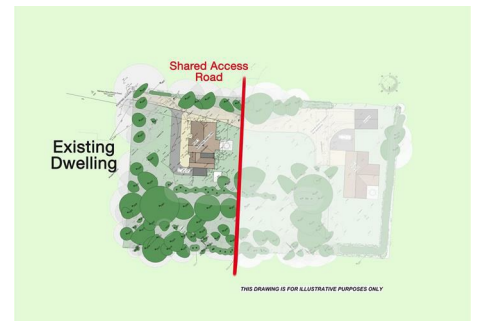 Shared Access
Road
Existing
Dwelling
THIS DRAWING IS FOR ILLUSTRATIVE PURPOSES ONLY